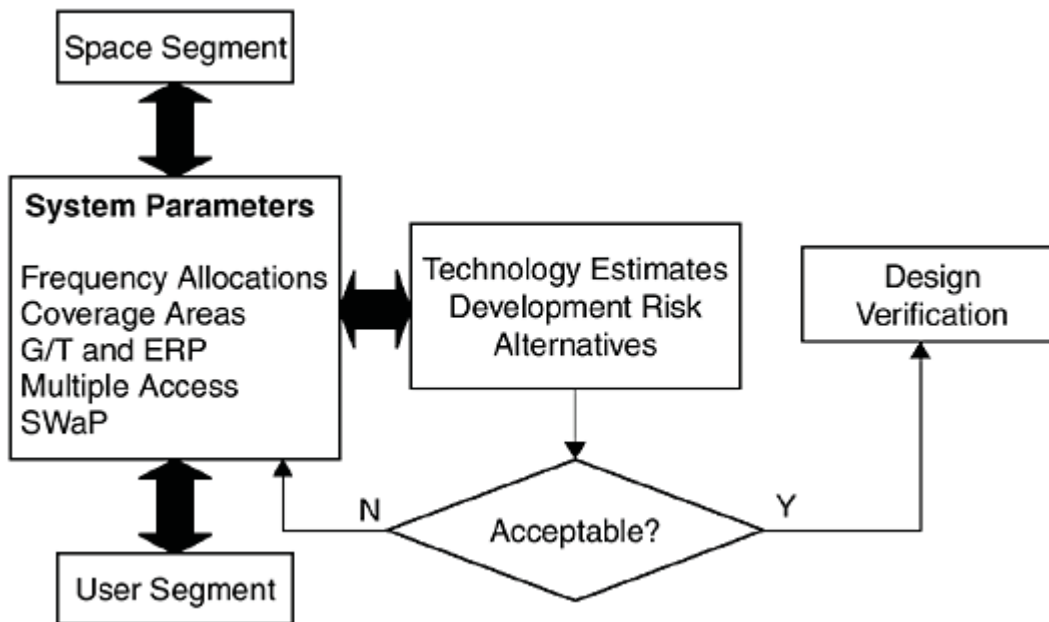 Space Segment
System Parameters
Frequency Allocations
Coverage Areas
G/T and ERP
Multiple Access
SWaP
Technology Estimates
Development Risk
Alternatives
Design
Verification
N
Acceptable?
Y
User Segment